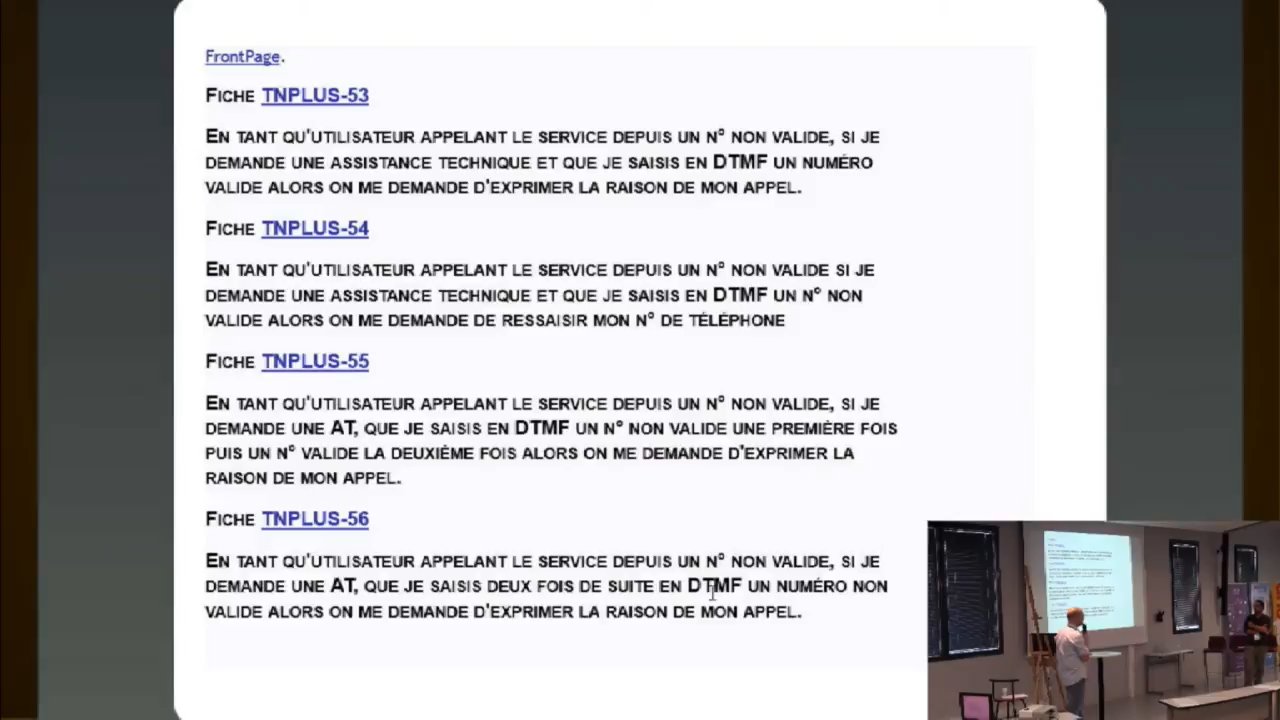 FrontPage.
Fiche TNPLUS-53
En tant qu'utilisateur appelant le service depuis un n° non valide, si je
demande une assistance technique et que je saisis en DTMF un numéro
valide alors on me demande d'exprimer la raison de mon appel.
Fiche TNPLUS-54
En tant qu'utilisateur appelant le service depuis un n° non valide si je
demande une assistance technique et que je saisis en DTMF un n° non
valide alors on me demande de ressaisir mon n° de téléphone
Fiche TNPLUS-55
En tant qu'utilisateur appelant le service depuis un n° non valide, si je
demande une AT, que je saisis en DTMF un n° non valide une première fois
puis un n° valide la deuxième fois alors on me demande d'exprimer la
raison de mon appel.
Fiche TNPLUS-56
En tant qu'utilisateur appelant le service depuis un n° non valide, si je
demande une AT, que je saisis deux fois de suite en DTMF un numéro non
valide alors on me demande d'exprimer la raison de mon appel.